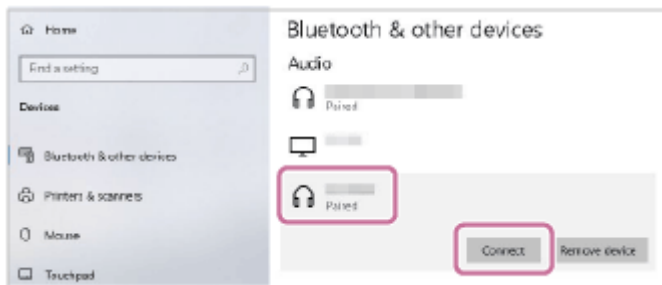 Home
Find a setting
Devices
Bluetooth & other devices
Printers & scanners
Mouse
Touchpad
Bluetooth & other devices
Audio
Paired
Paired
Connect
Remove device